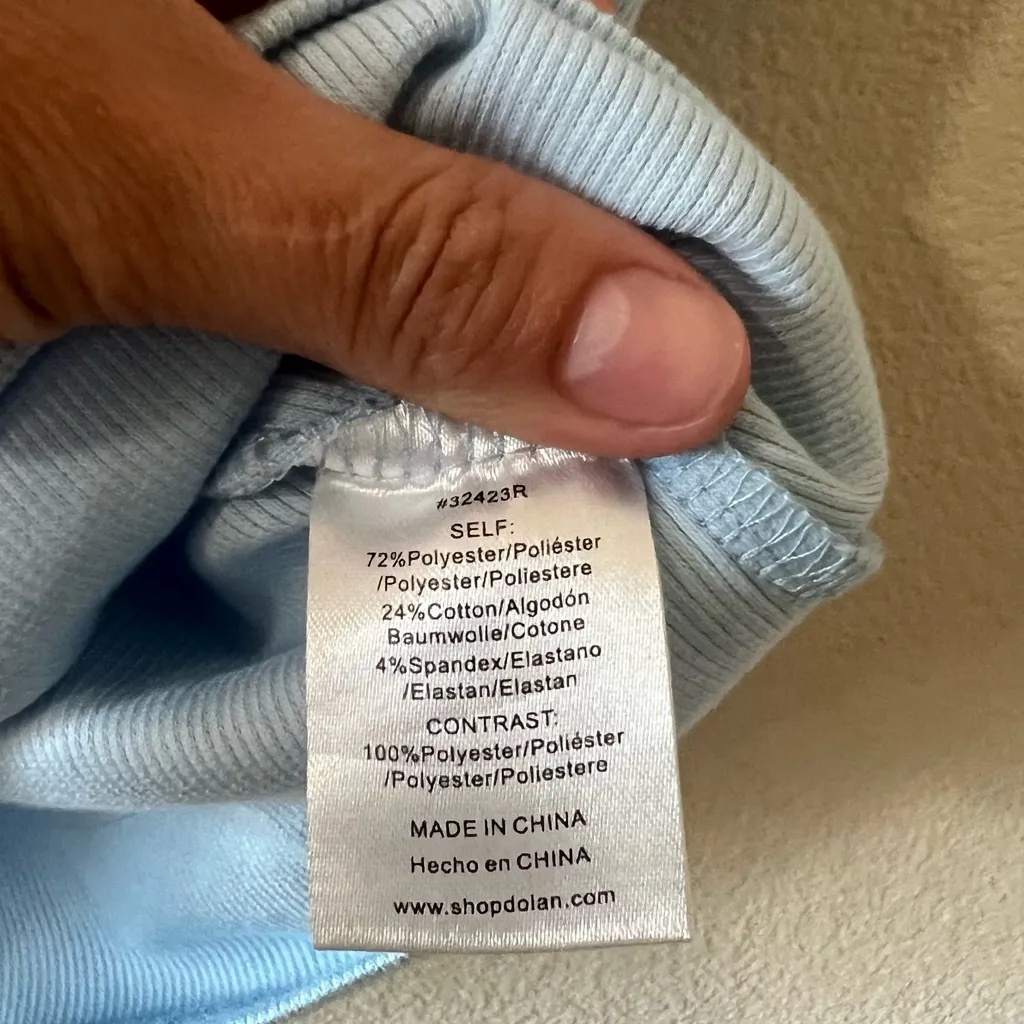 #32423R
SELF:
72%Polyester/Poliéster
/Polyester/Poliestere
24%Cotton/Algodón
Baumwolle/Cotone
4%Spandex/Elastano
/Elastan/Elastan
CONTRAST:
100%Polyester/Poliéster
/Polyester/Poliestere
MADE IN CHINA
Hecho en CHINA
www.shopdolan.com